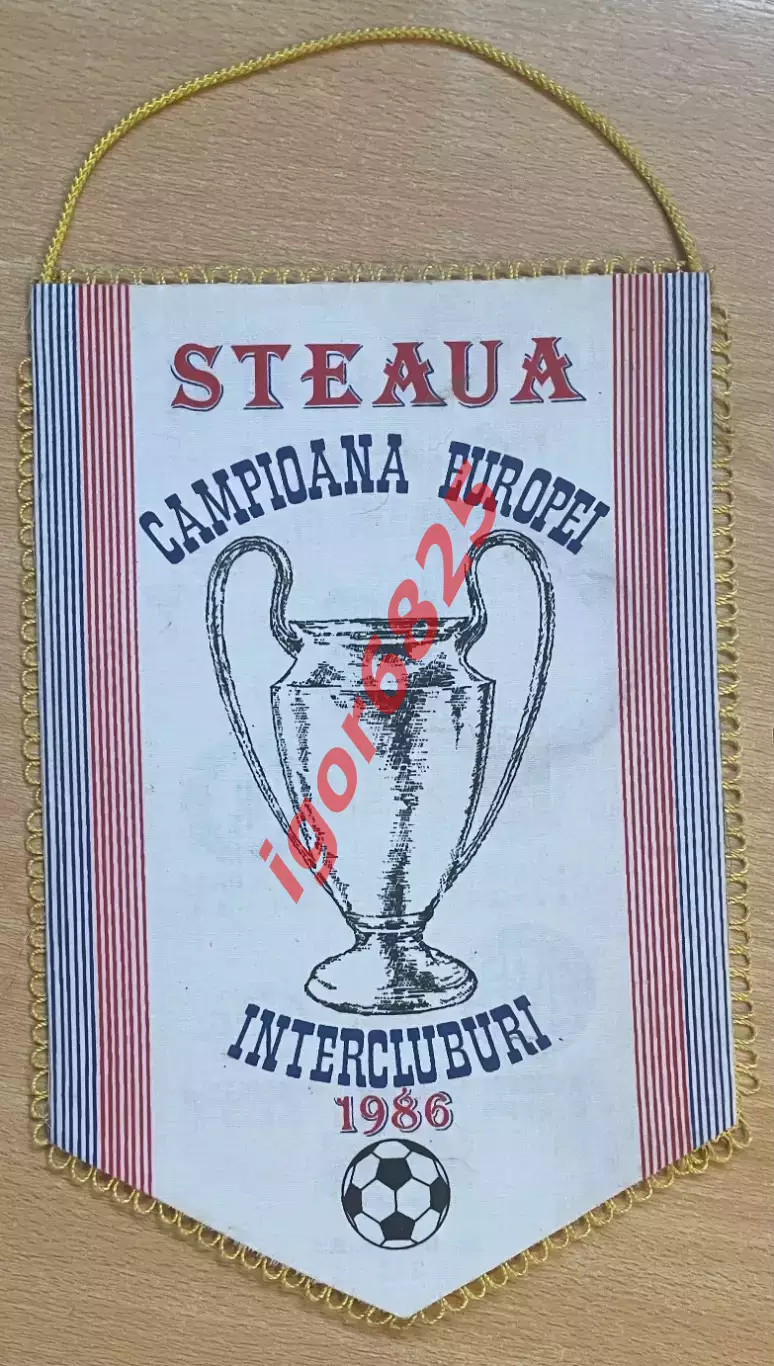 STEAUA
CAMPIOANA EUROPEI
igor6825
INTERCLUBURI
1986